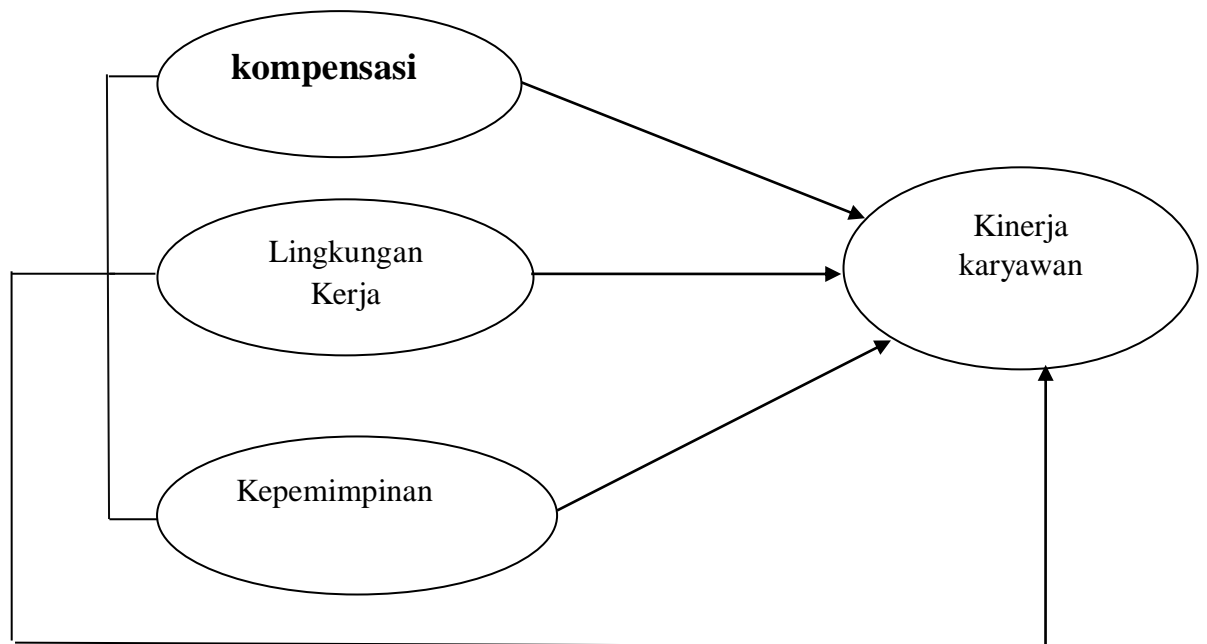 kompensasi
Lingkungan
Kerja
Kepemimpinan
Kinerja
karyawan